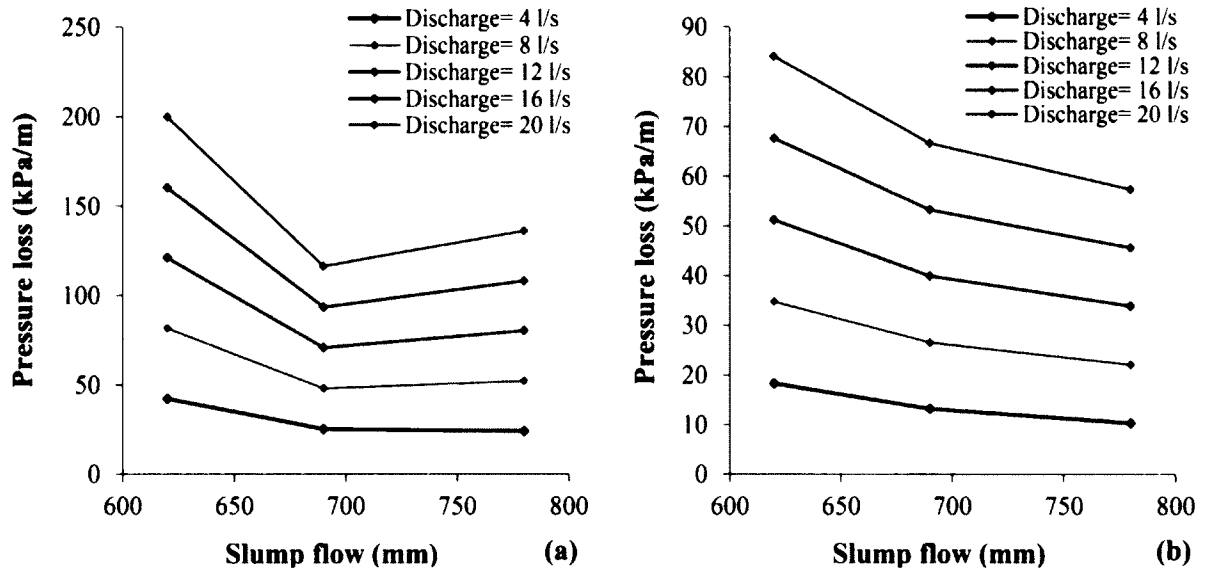 Discharge= 4 l/s
Discharge= 8 l/s
Discharge= 12 l/s
Discharge= 16 l/s
Discharge= 20 l/s
250
200
150
100
50
0
Pressure loss (kPa/m)
600 650 700 750 800
Slump flow (mm) (a)
Discharge= 4 l/s
Discharge= 8 l/s
Discharge= 12 l/s
Discharge= 16 l/s
Discharge= 20 l/s
90
80
70
60
50
40
30
20
10
0
Pressure loss (kPa/m)
600 650 700 750 800
Slump flow (mm) (b)